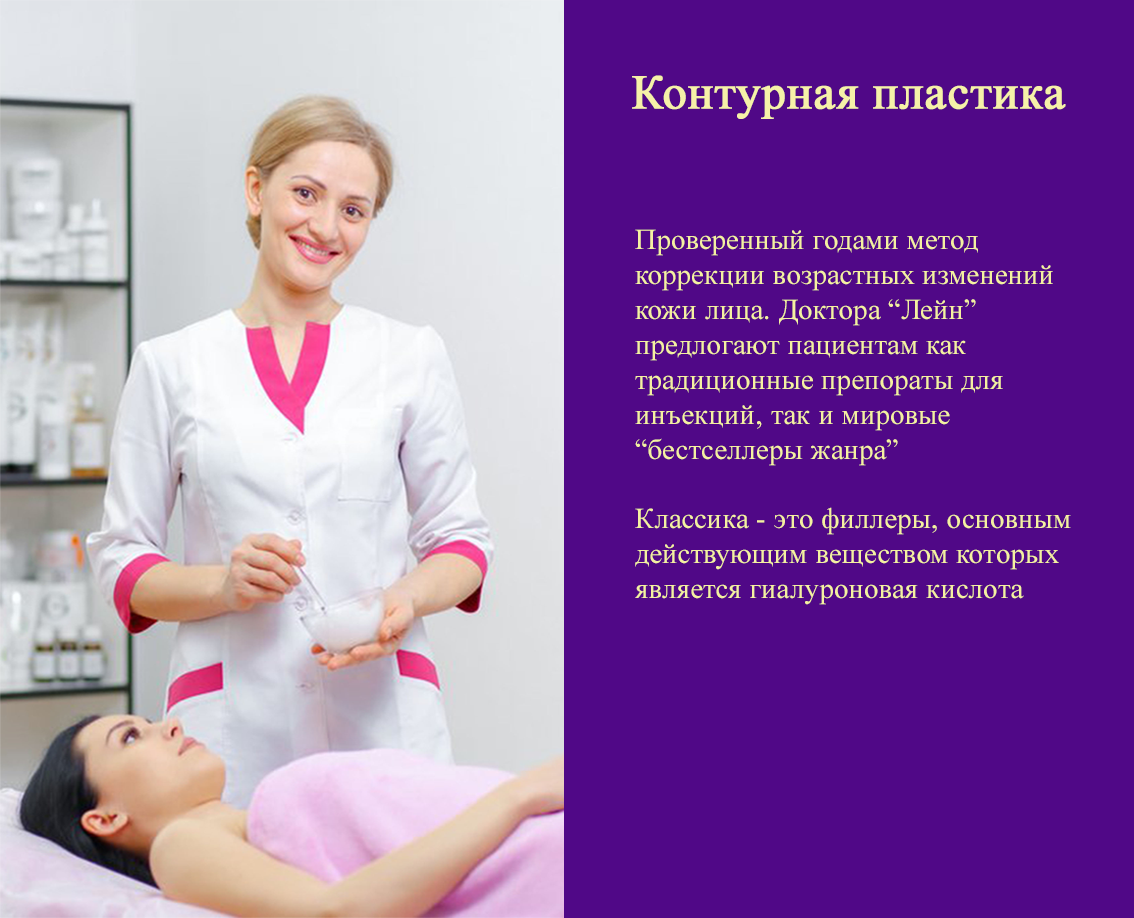 Контурная пластика
Проверенный годами метод
коррекции возрастных изменений
кожи лица. Доктора “Лейн”
предлогают пациентам как
традиционные препораты для
инъекций, так и мировые
“бестселлеры жанра”
Классика - это филлеры, основным
действующим веществом которых
является гиалуроновая кислота